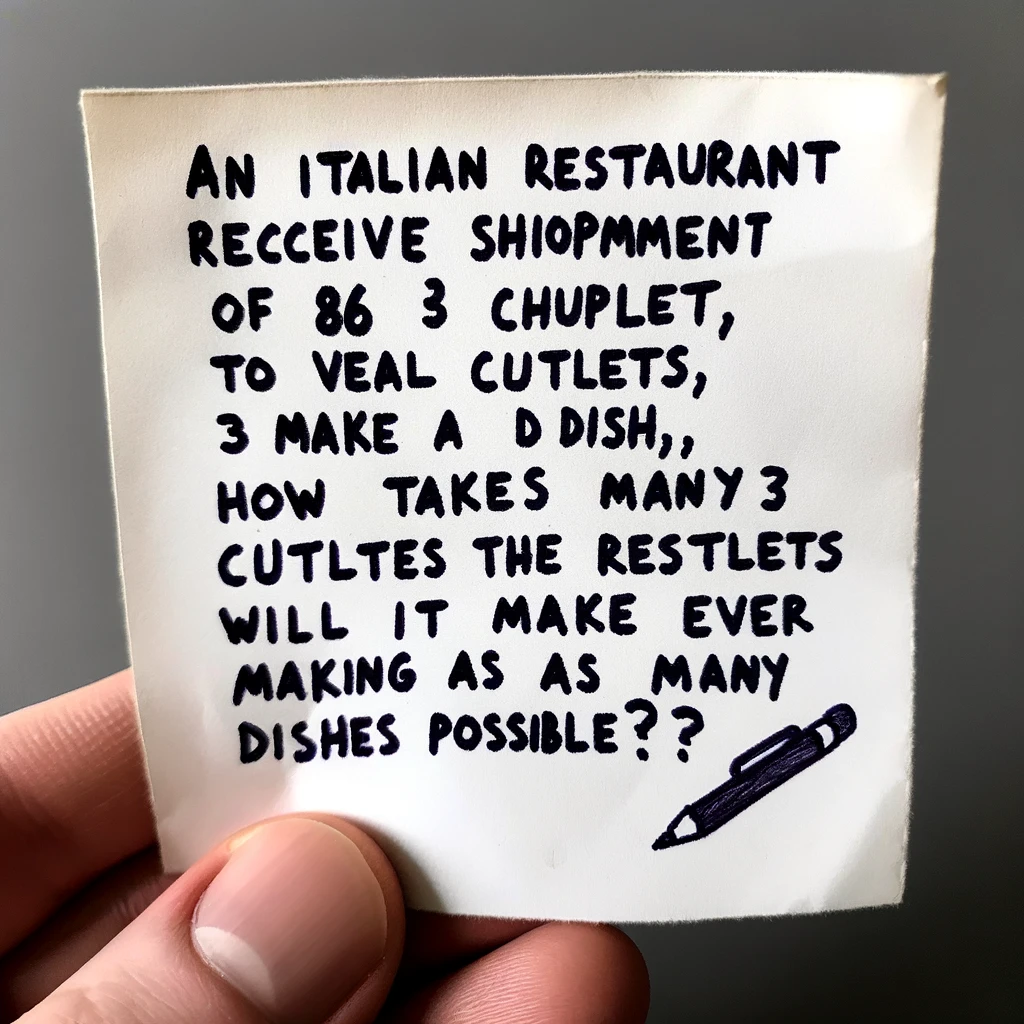 AN ITALIAN RESTAURANT
RECCEIVE SHIOPMMENT
OF 86 3 CHUPLET,
TO VEAL CUTLETS,
3 MAKE A D DISH,,
HOW TAKES MANY 3
CUTLTES THE RESTLETS
WILL IT MAKE EVER
MAKING AS AS MANY
DISHES POSSIBLE??